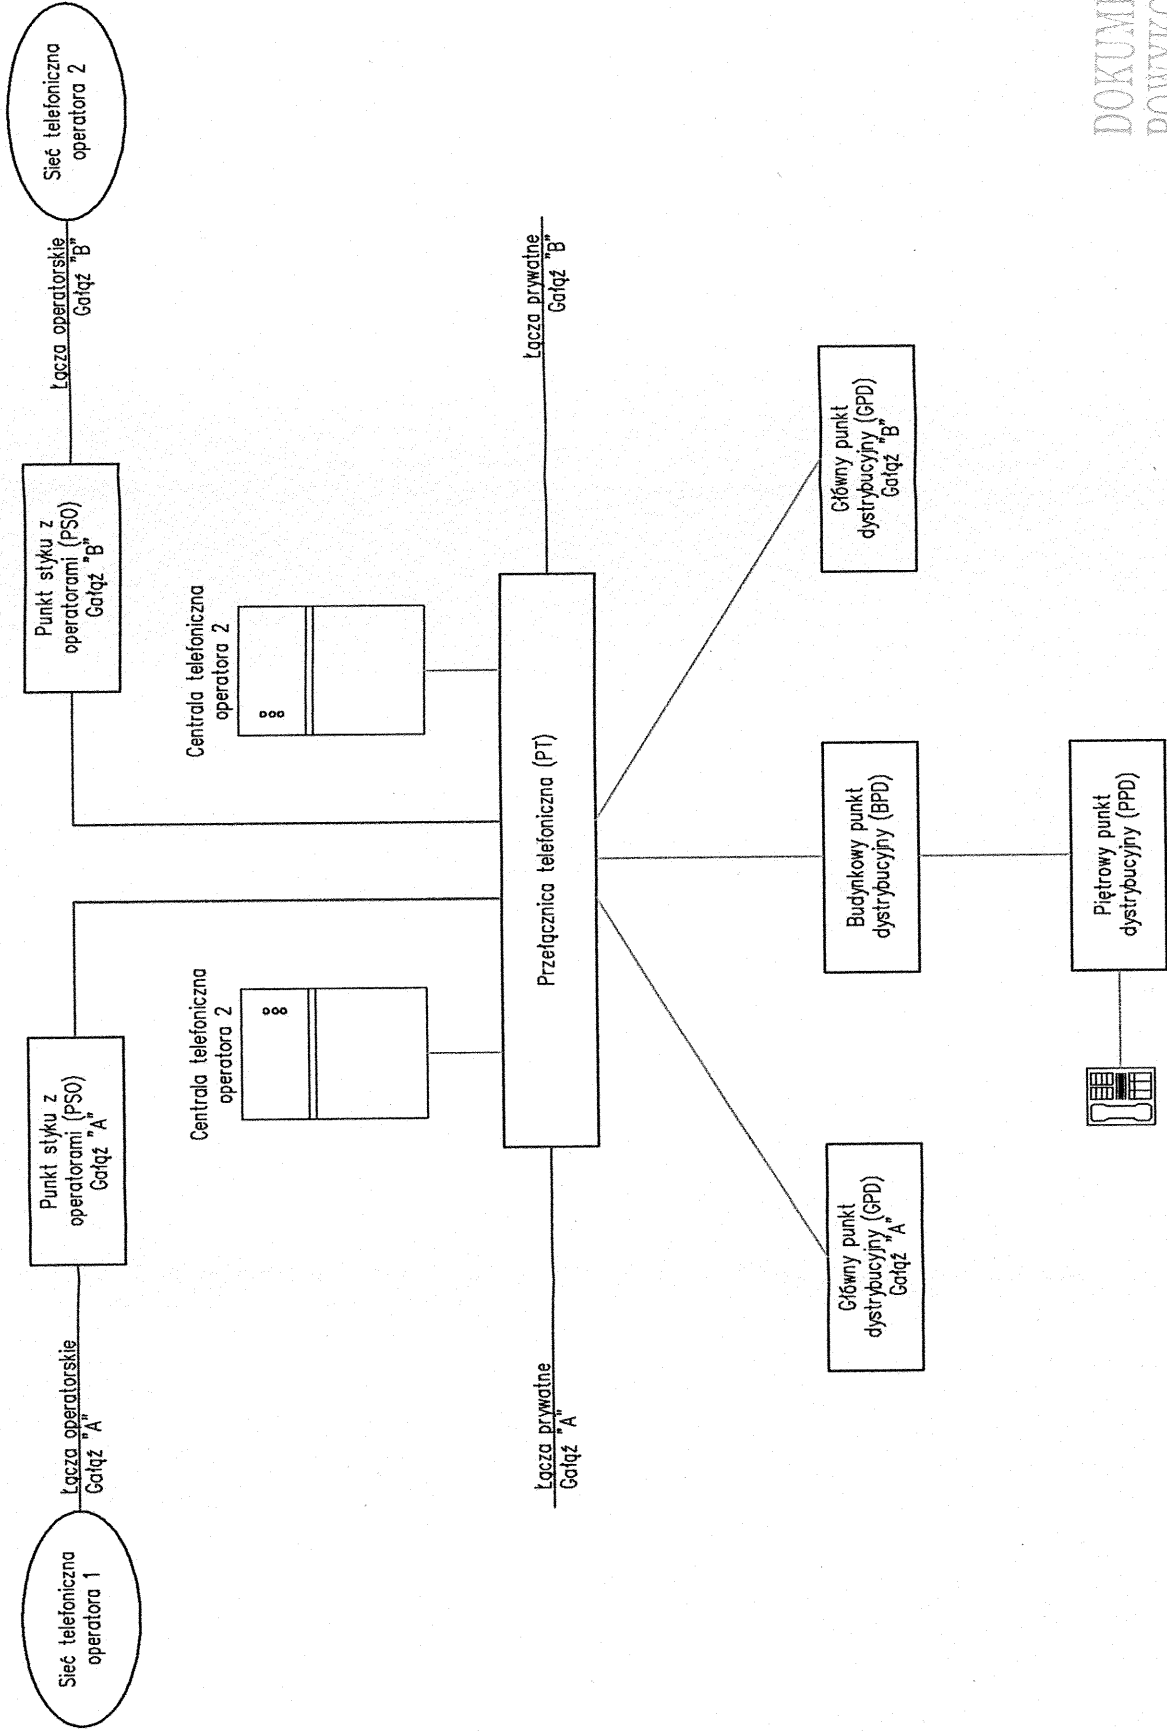 Sieć telefoniczna
operatora 1
Łącza operatorskie
Gałąź "A"
Punkt styku z
operatorami (PSO)
Gałąź "A"
Punkt styku z
operatorami (PSO)
Gałąź "B"
Łącza operatorskie
Gałąź "B"
Sieć telefoniczna
operatora 2
Centrala telefoniczna
operatora 2
Centrala telefoniczna
operatora 2
Łącza prywatne
Gałąź "A"
Przełącznica telefoniczna (PT)
Łącza prywatne
Gałąź "B"
Główny punkt
dystrybucyjny (GPD)
Gałąź "A"
Budynkowy punkt
dystrybucyjny (BPD)
Główny punkt
dystrybucyjny (GPD)
Gałąź "B"
Piętrowy punkt
dystrybucyjny (PPD)